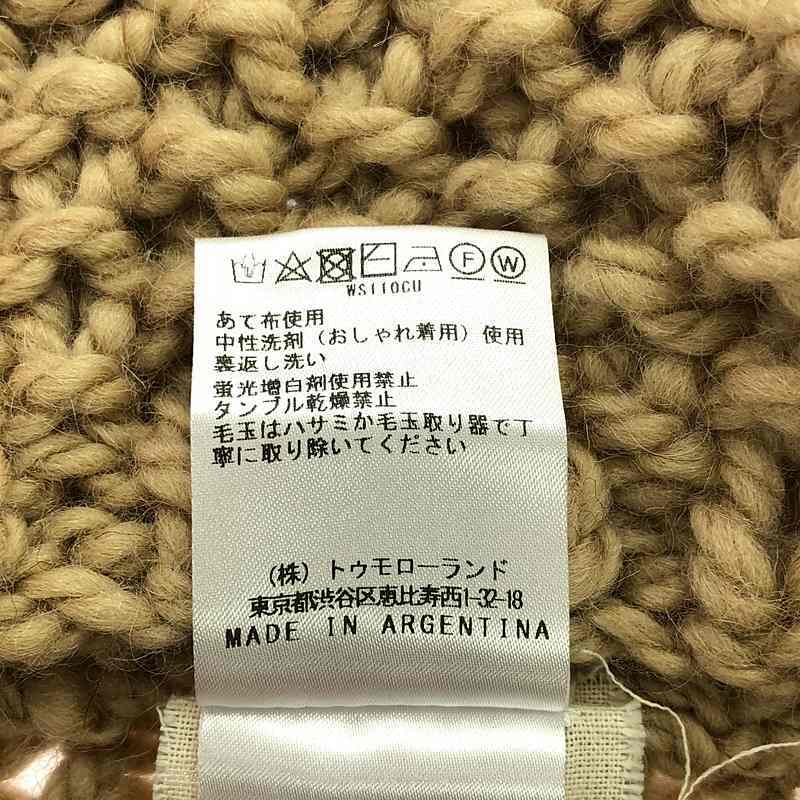 F W
WS110CU
あて布使用
中性洗剤（おしゃれ着用）使用
裏返し洗い
蛍光増白剤使用禁止
タンブル乾燥禁止
毛玉はハサミか毛玉取り器で丁
寧に取り除いてください
（株）トゥモローランド
東京都渋谷区恵比寿西1-32-18
MADE IN ARGENTINA